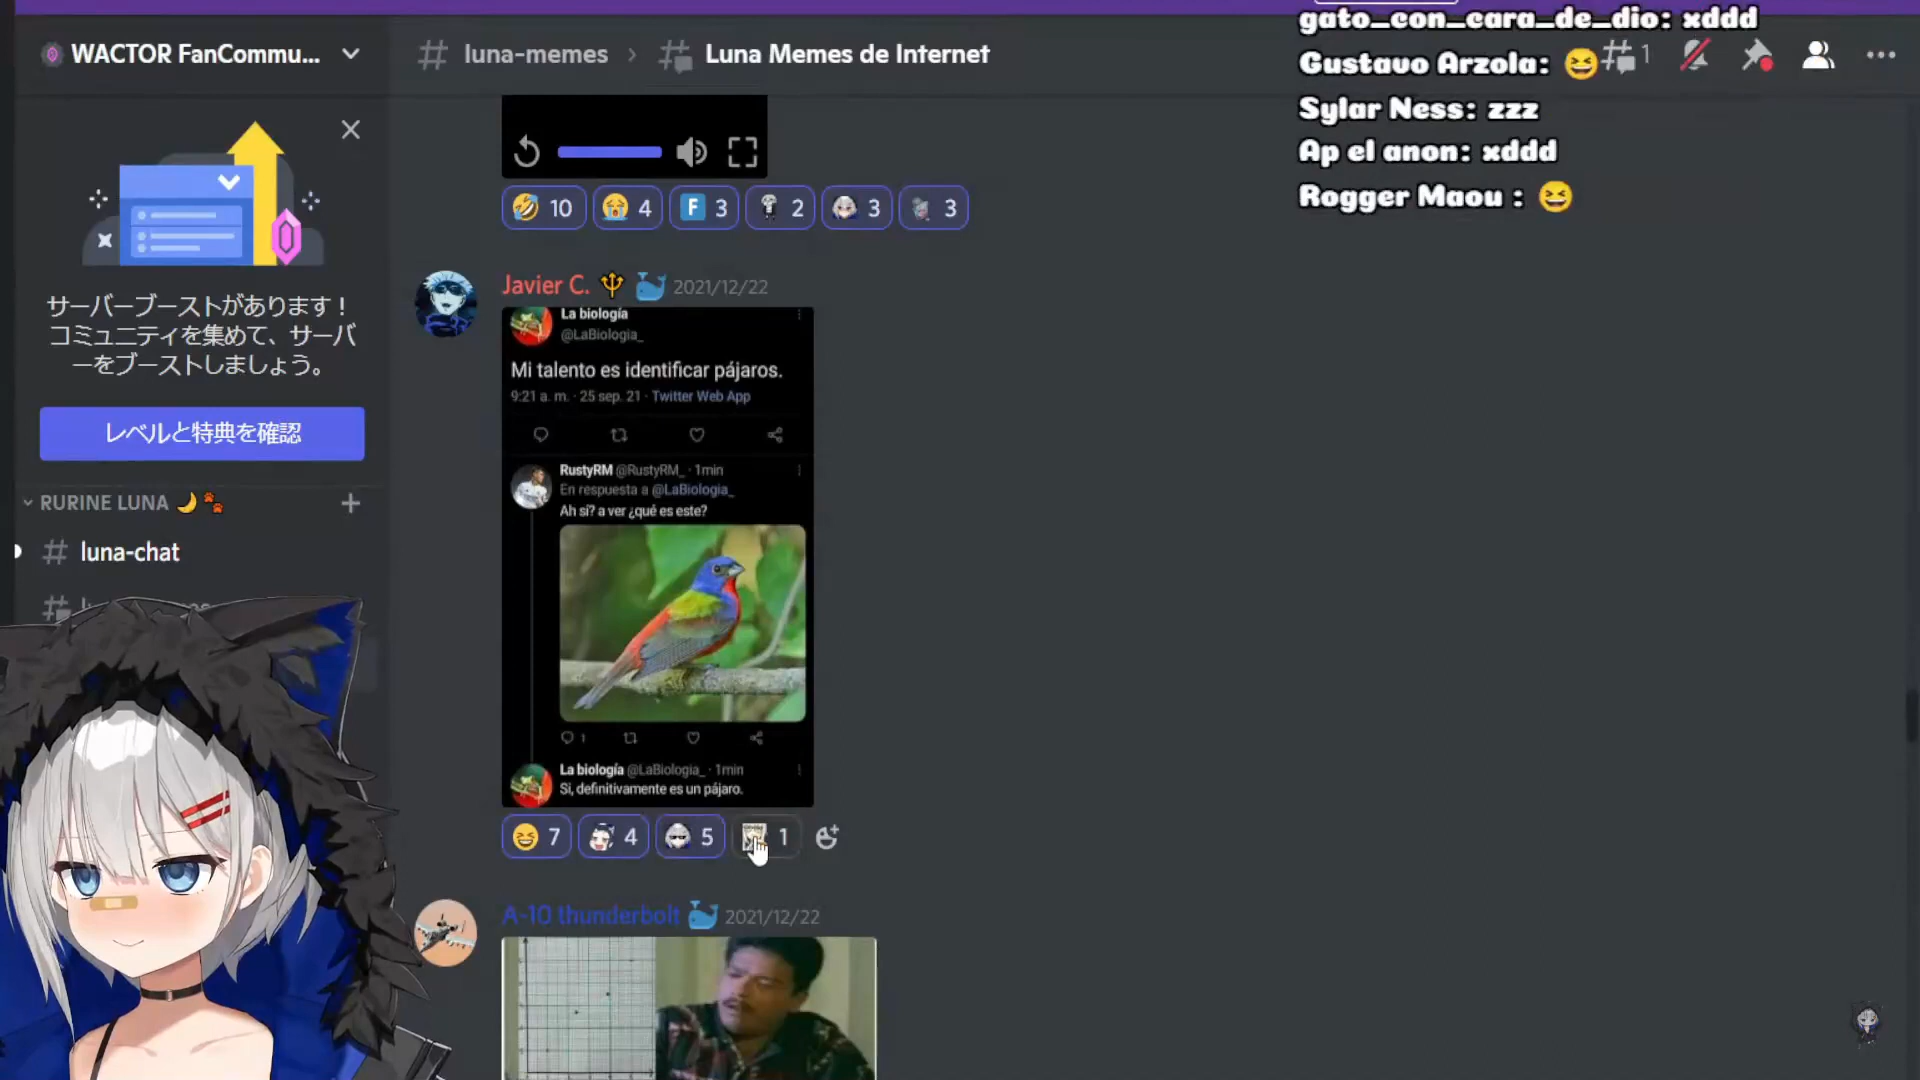 WACTOR FanCommu...
luna-memes
Luna Memes de Internet
1
gato_con_cara_de_dio: xddd
Gustavo Arzola:
Sylar Ness: zzz
Ap el anon: xddd
Rogger Maou :
サーバーブーストがあります!
コミュニティを集めて、サーバ
ーをブーストしましょう。
レベルと特典を確認
RURINE LUNA
luna-chat
F
10 4 3 2 3 3
Javier C. 2021/12/22
La biología
@LaBiologia_
Mi talento es identificar pájaros.
9:21 a. m. · 25 sep. 21 · Twitter Web App
RustyRM @RustyRM_ · 1min
En respuesta a @LaBiologia_
Ah sí? a ver ¿qué es este?
1
La biología @LaBiologia_ · 1min
Si, definitivamente es un pájaro.
7 4 5 1
A-10 thunderbolt 2021/12/22